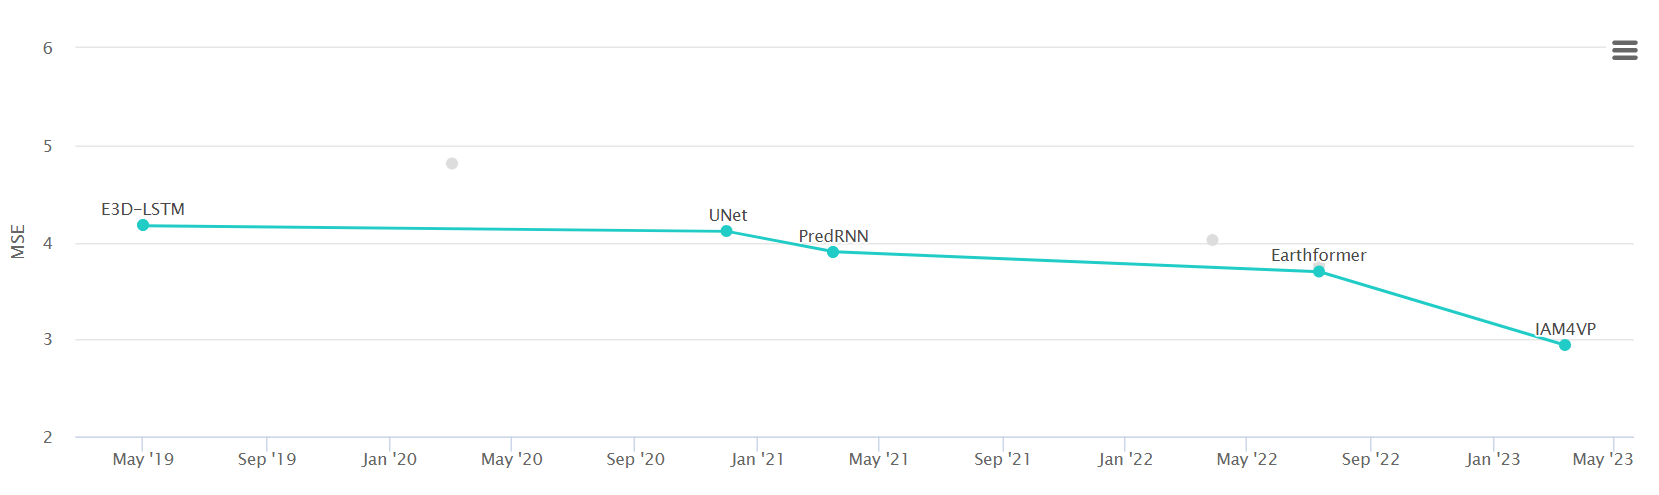 6
5
4
3
2
MSE
E3D-LSTM
UNet
PredRNN
Earthformer
IAM4VP
May '19 Sep '19 Jan '20 May '20 Sep '20 Jan '21 May '21 Sep '21 Jan '22 May '22 Sep '22 Jan '23 May '23